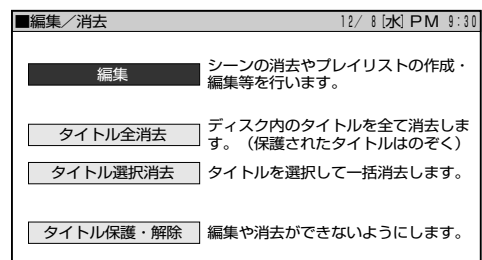 ■編集／消去 12/ 8[水] PM 9:30
編集 シーンの消去やプレイリストの作成・
編集等を行います。
タイトル全消去 ディスク内のタイトルを全て消去しま
す。（保護されたタイトルはのぞく）
タイトル選択消去 タイトルを選択して一括消去します。
タイトル保護・解除 編集や消去ができないようにします。